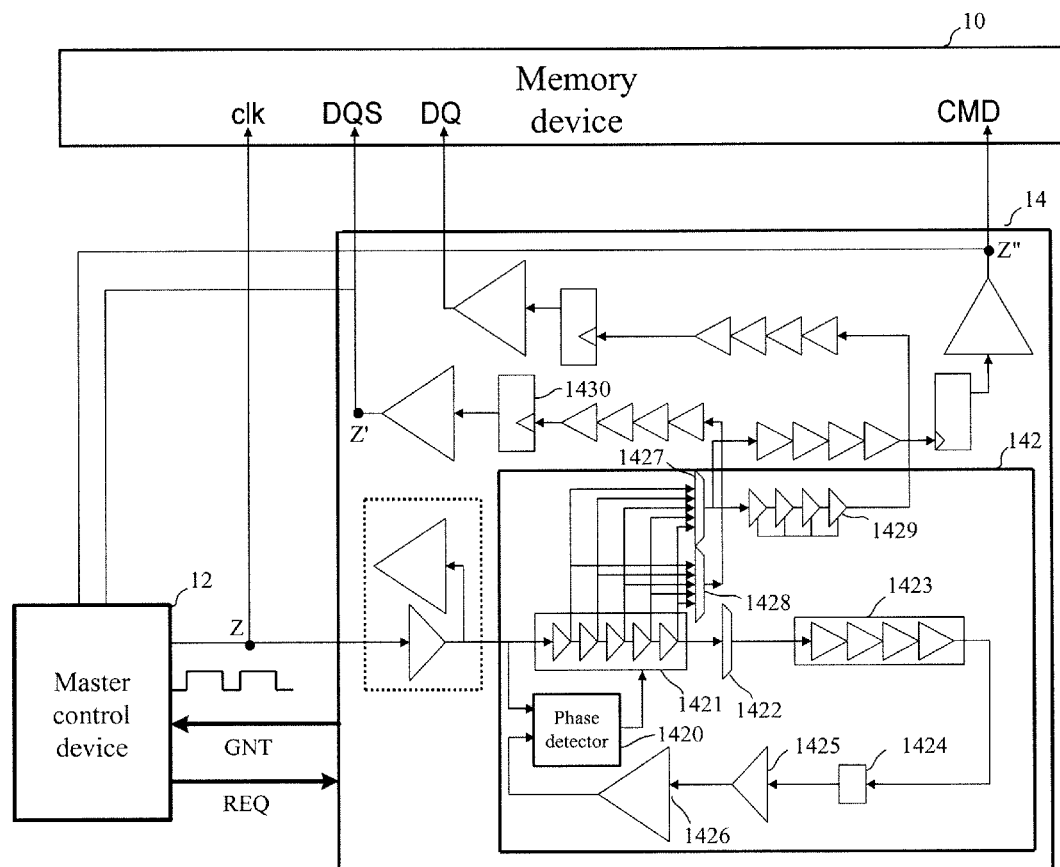 10
Memory
device
clk
DQS
DQ
CMD
14
Z"
1430
Z'
142
1427
1429
12
1428
1423
Z
Master
control
device
1421
1422
Phase
detector
1420
1425
1424
GNT
REQ
1426